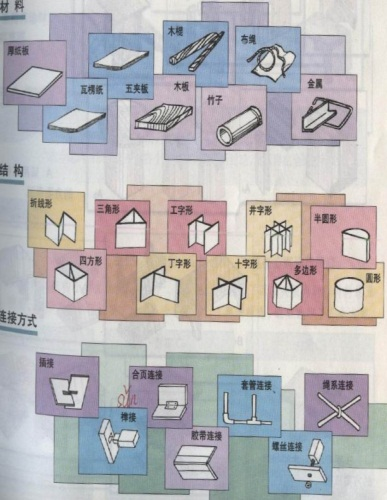 材料
厚纸板
瓦楞纸
五夹板
木板
木棍
竹子
布绳
金属
结构
折线形
三角形
工字形
井字形
半圆形
四方形
丁字形
十字形
多边形
圆形
连接方式
插接
合页连接
套管连接
绳系连接
榫接
胶带连接
螺丝连接